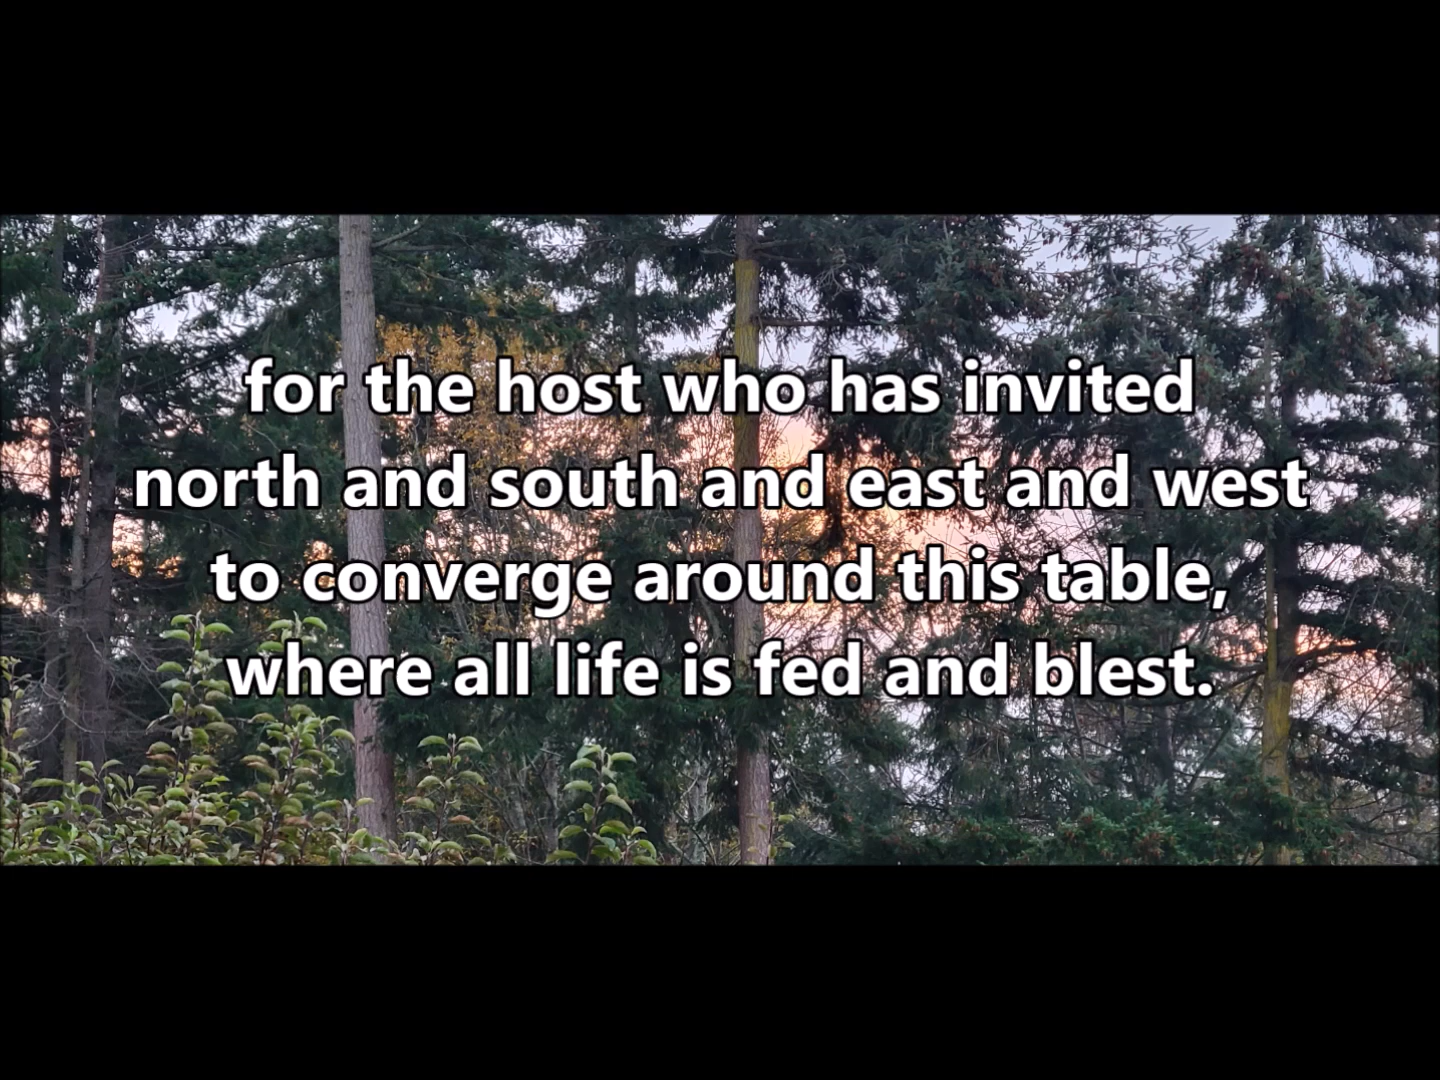 for the host who has invited
north and south and east and west
to converge around this table,
where all life is fed and blest.